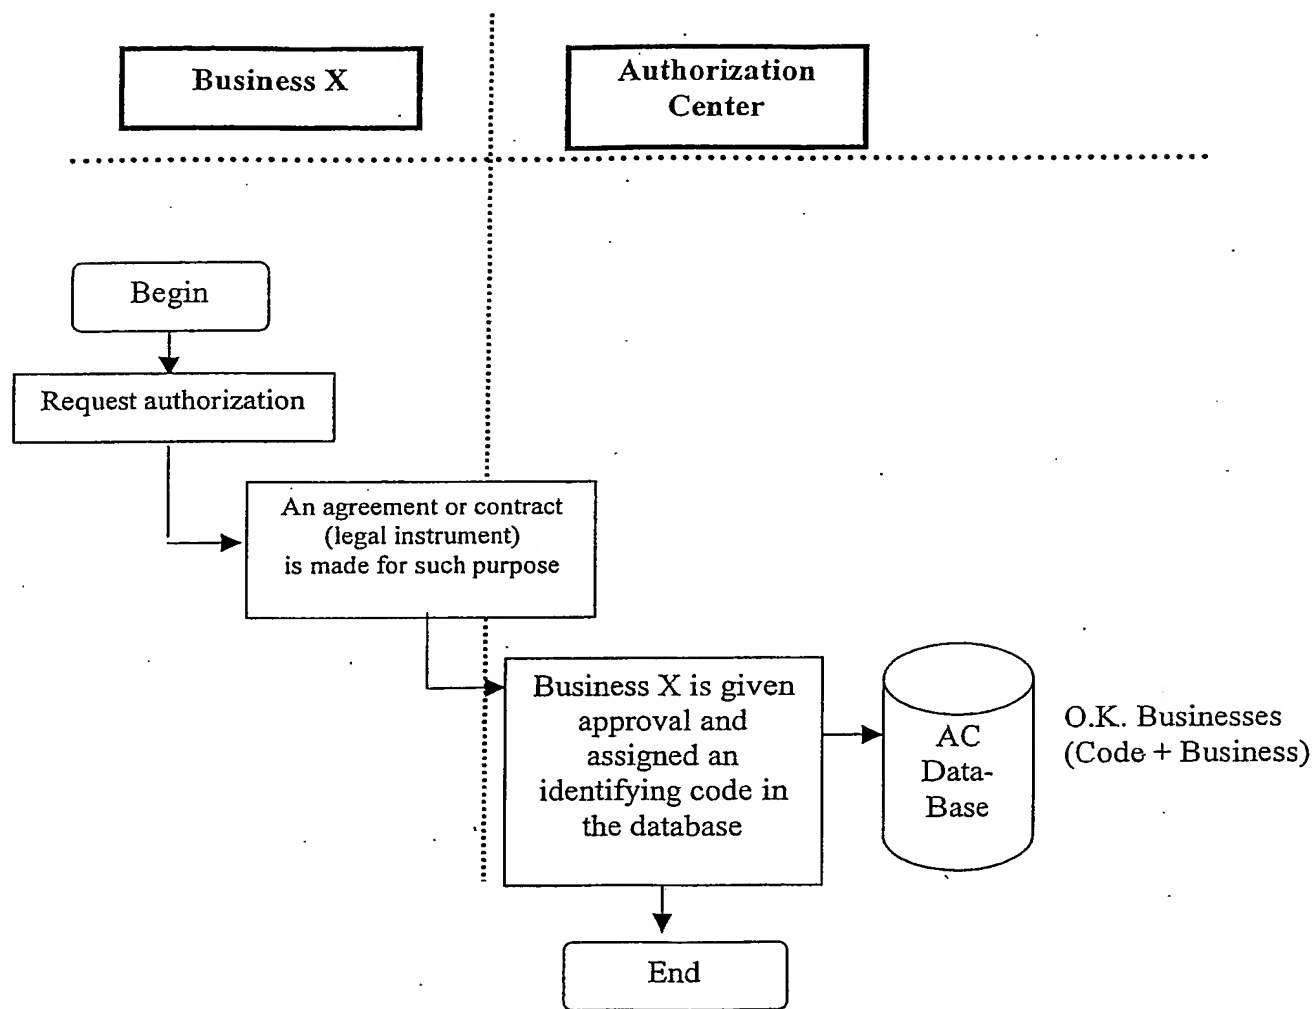 Business X
Authorization
Center
Begin
Request authorization
An agreement or contract
(legal instrument)
is made for such purpose
Business X is given
approval and
assigned an
identifying code in
the database
AC
Data-
Base
O.K. Businesses
(Code + Business)
End